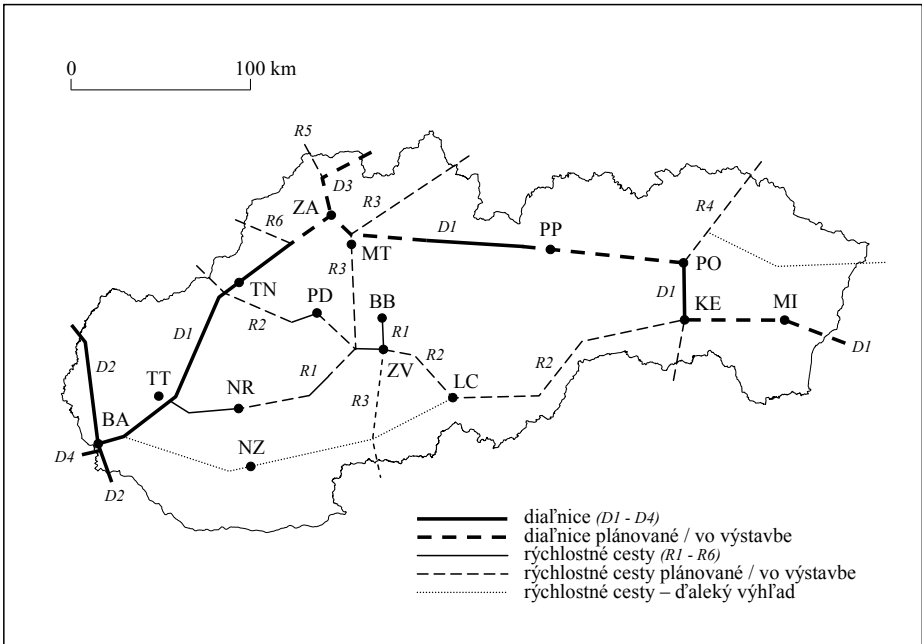 0 100 km
R5
D3
R3
ZA
R6
R4
D1
PP
MT
PO
R3
TN
D1
PD
BB
KE
MI
R2
R1
D1
D1
D2
R1
R2
R2
TT
NR
ZV
LC
R3
BA
NZ
D4
D2
diaľnice (D1 - D4)
diaľnice plánované / vo výstavbe
rýchlostné cesty (R1 - R6)
rýchlostné cesty plánované / vo výstavbe
rýchlostné cesty – ďaleký výhľad